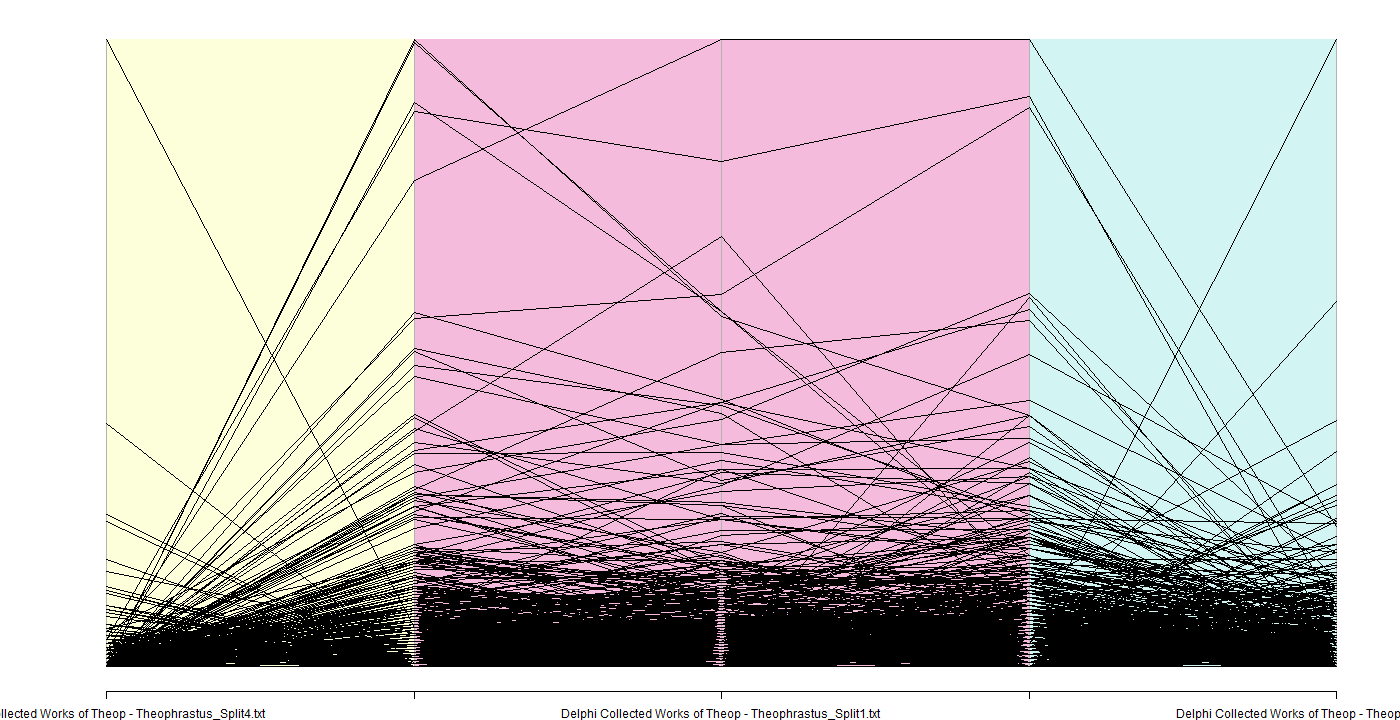 llected Works of Theop - Theophrastus_Split4.txt
Delphi Collected Works of Theop - Theophrastus_Split1.txt
Delphi Collected Works of Theop - Theop